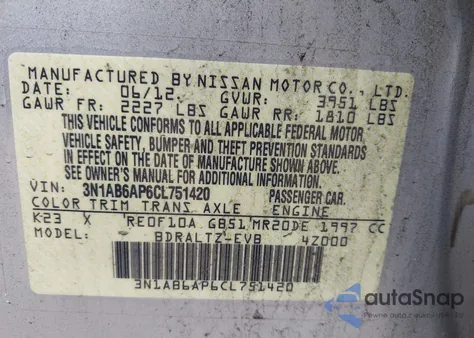 MANUFACTURED BY NISSAN MOTOR CO., LTD.
DATE: 06/12 GVWR: 3951 LBS
GAWR FR: 2227 LBS GAWR RR: 1810 LBS
THIS VEHICLE CONFORMS TO ALL APPLICABLE FEDERAL MOTOR
VEHICLE SAFETY, BUMPER AND THEFT PREVENTION STANDARDS
IN EFFECT ON THE DATE OF MANUFACTURE SHOWN ABOVE.
SEE OWNER'S MANUAL FOR ADDITIONAL INFORMATION.
VIN: 3N1AB6AP6CL751420 PASSENGER CAR.
COLOR TRIM TRANS AXLE ENGINE
K23 X RE0F10A GB51 MR20DE 1997 CC
MODEL: BDRALTZ-EVB 4Z000
3N1AB6AP6CL751420
autoSnap